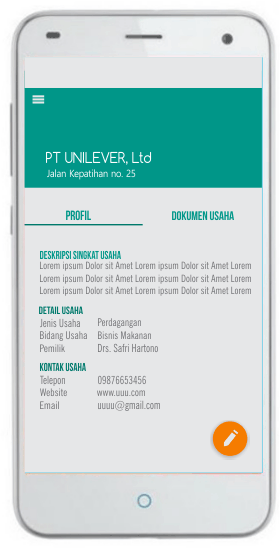 PT UNILEVER, Ltd
Jalan Kepatihan no. 25
PROFIL
DOKUMEN USAHA
DESKRIPSI SINGKAT USAHA
Lorem ipsum Dolor sit Amet Lorem ipsum Dolor sit Amet Lorem
Lorem ipsum Dolor sit Amet Lorem ipsum Dolor sit Amet Lorem
Lorem ipsum Dolor sit Amet Lorem ipsum Dolor sit Amet Lorem
DETAIL USAHA
Jenis Usaha Perdagangan
Bidang Usaha Bisnis Makanan
Pemilik Drs. Safri Hartono
KONTAK USAHA
Telepon 09876653456
Website www.uuu.com
Email uuuu@gmail.com